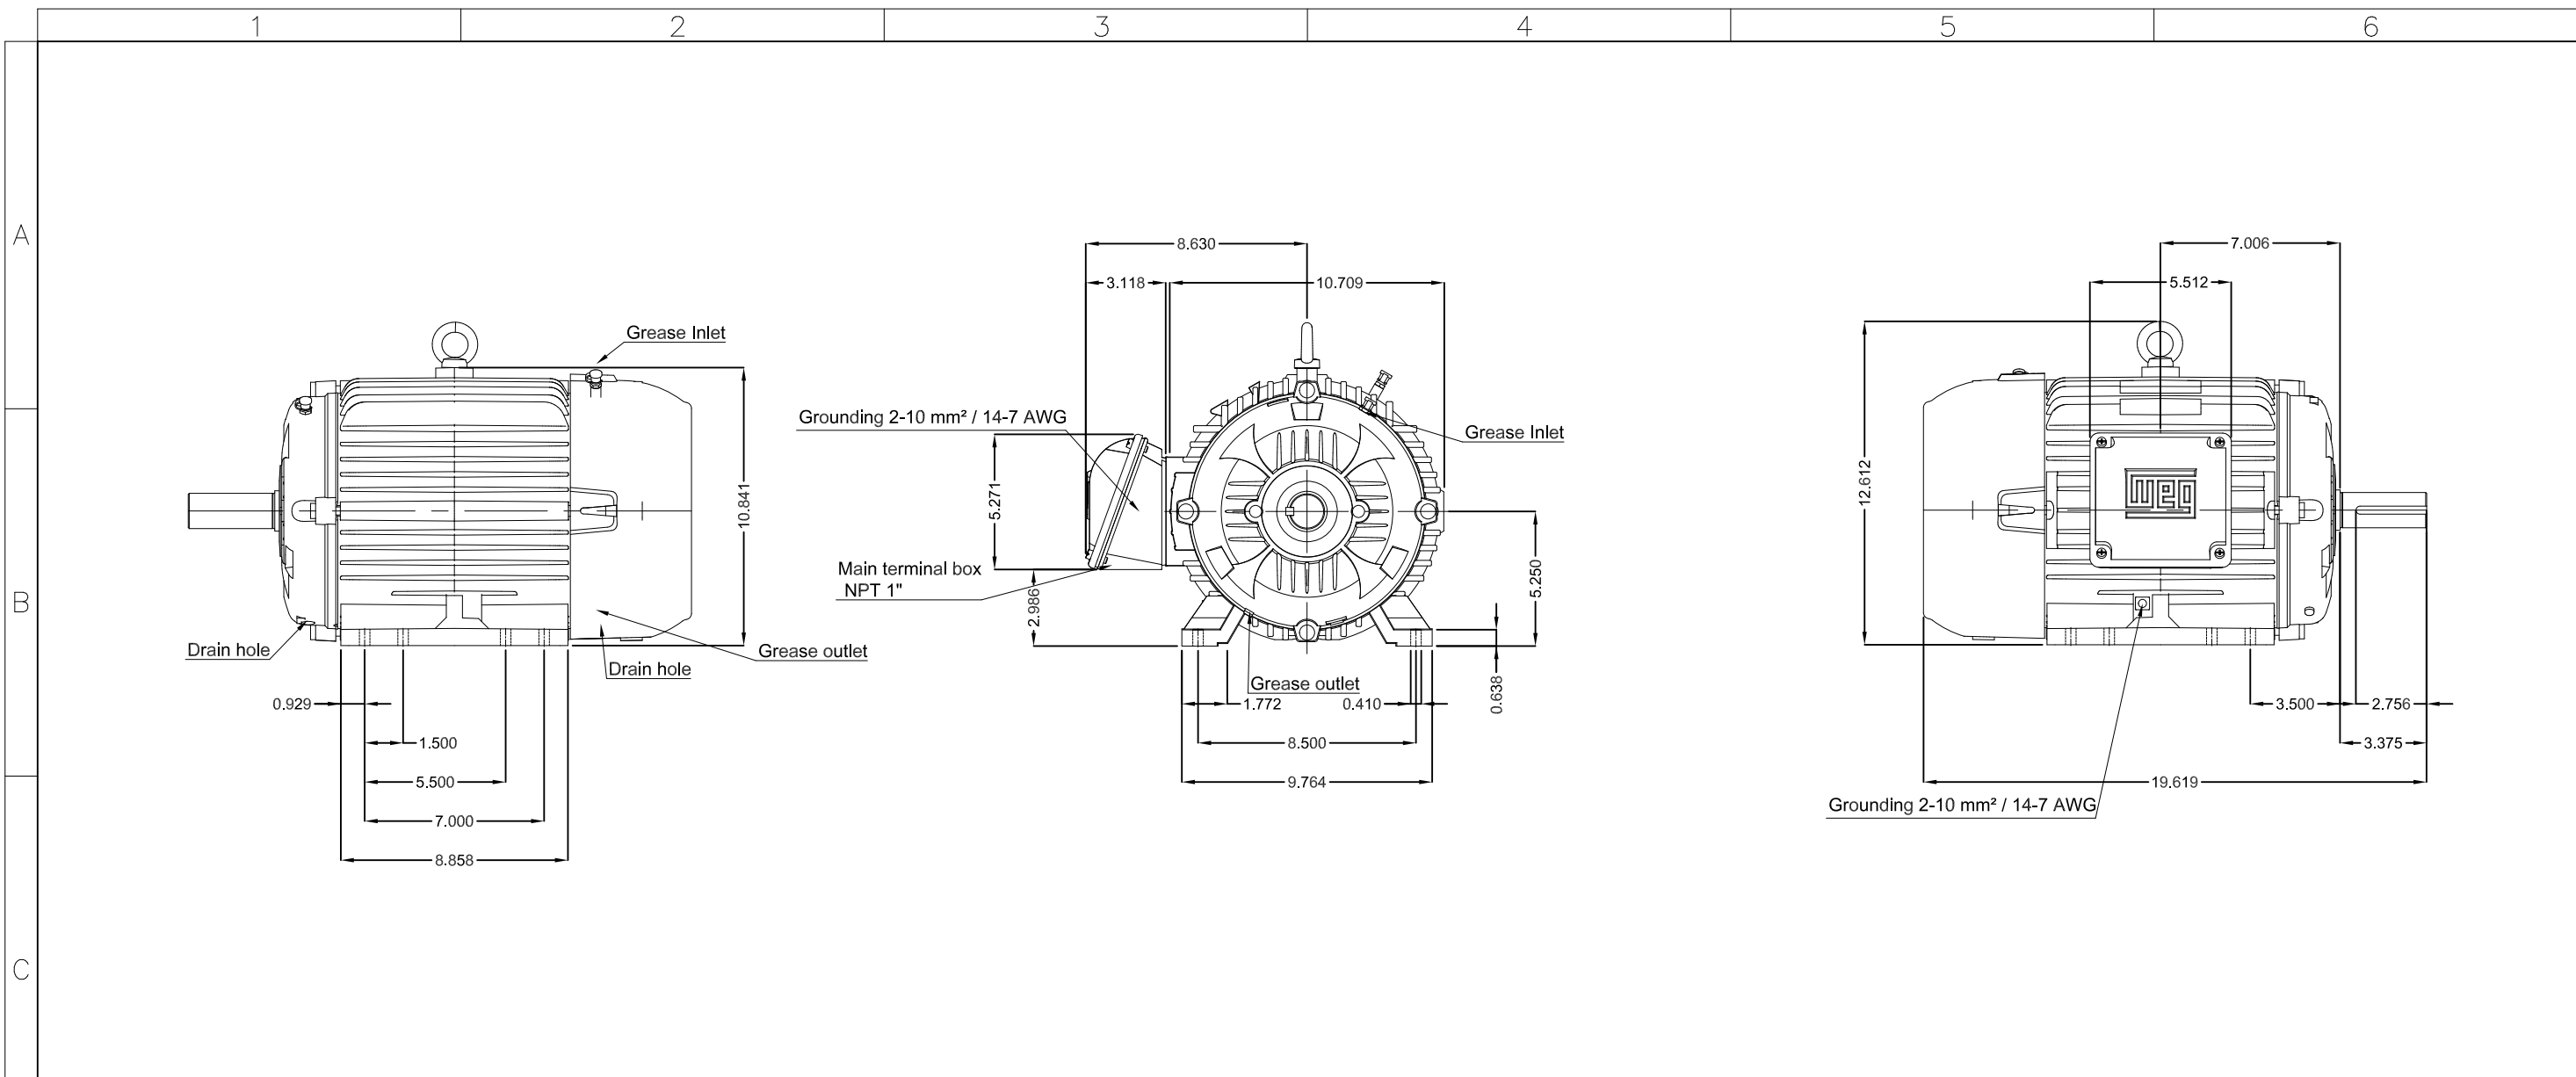 1 2 3 4 5 6
A
B
C
Grease Inlet
10.841
Drain hole
Grease outlet
Drain hole
0.929
1.500
5.500
7.000
8.858
8.630
3.118
10.709
Grounding 2-10 mm² / 14-7 AWG
Grease Inlet
5.271
Main terminal box
NPT 1"
2.986
5.250
0.638
Grease outlet
1.772
0.410
8.500
9.764
7.006
5.512
12.612
weg
3.500
2.756
3.375
19.619
Grounding 2-10 mm² / 14-7 AWG